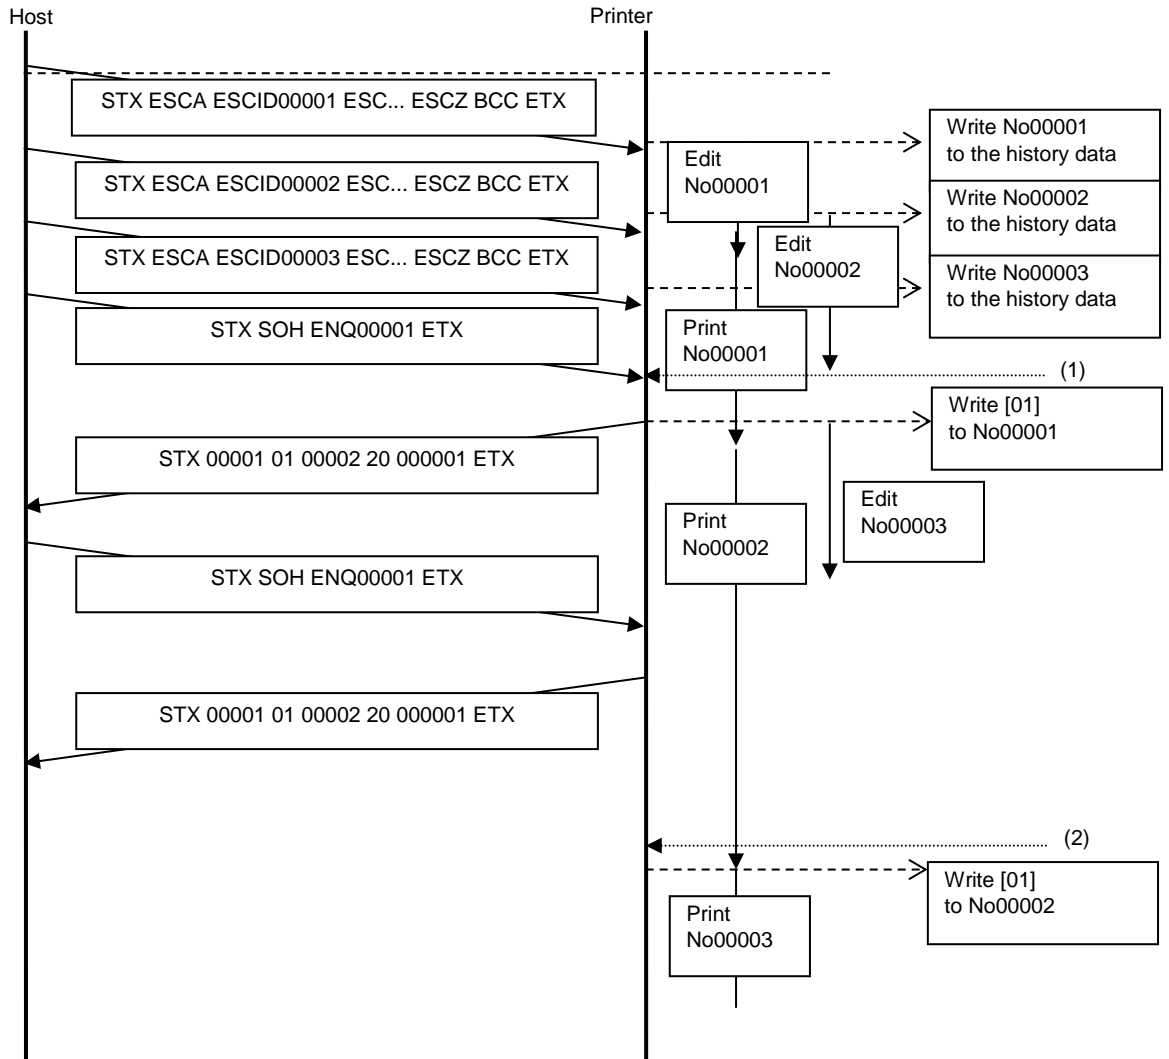 Host
Printer
STX ESCA ESCID00001 ESC... ESCZ BCC ETX
Write No00001
to the history data
Edit
No00001
STX ESCA ESCID00002 ESC... ESCZ BCC ETX
Write No00002
to the history data
STX ESCA ESCID00003 ESC... ESCZ BCC ETX
Edit
No00002
Write No00003
to the history data
STX SOH ENQ00001 ETX
Print
No00001
(1)
Write [01]
to No00001
STX 00001 01 00002 20 000001 ETX
Edit
No00003
Print
No00002
STX SOH ENQ00001 ETX
STX 00001 01 00002 20 000001 ETX
(2)
Write [01]
to No00002
Print
No00003